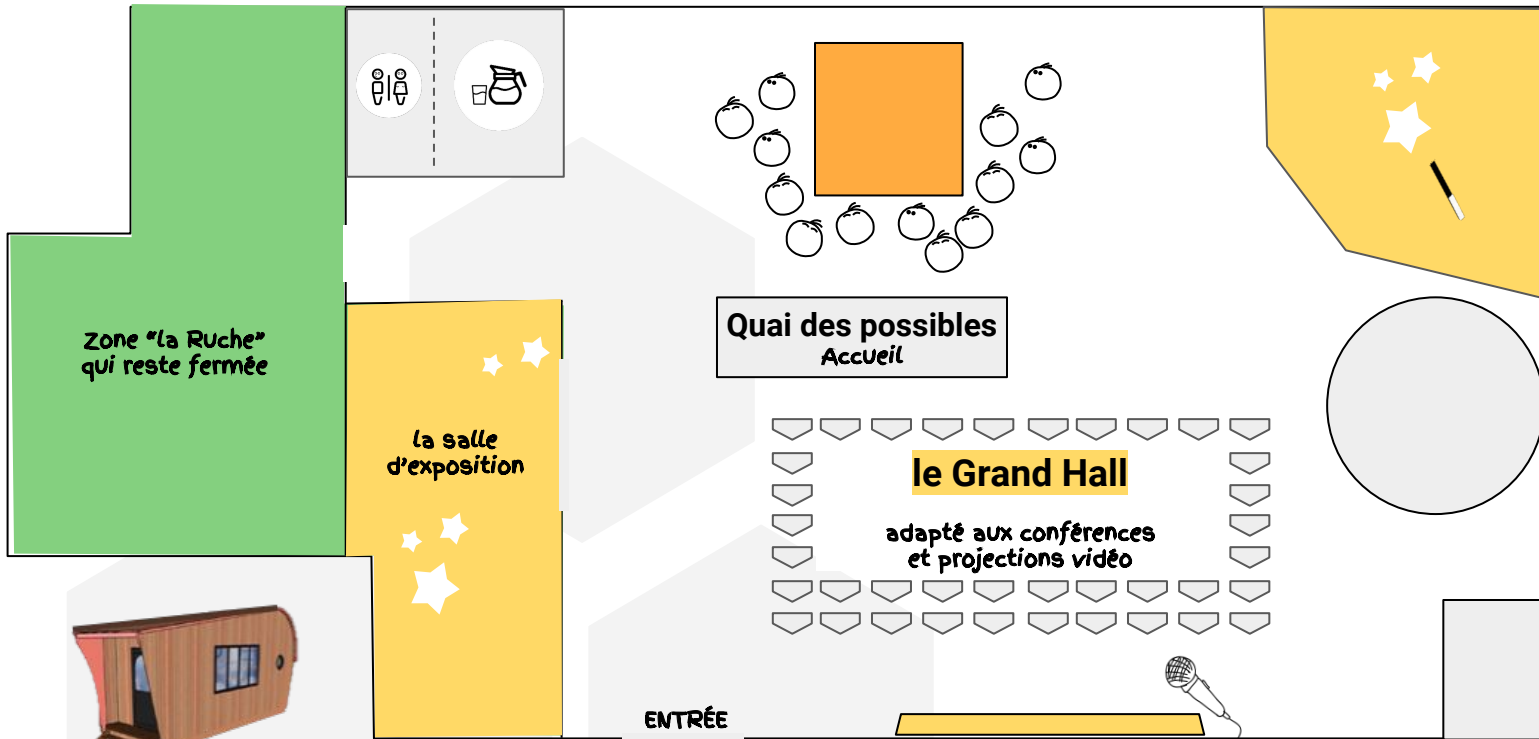 Zone “la Ruche”
qui reste fermée
Quai des possibles
Accueil
la salle
d’exposition
le Grand Hall
adapté aux conférences
et projections vidéo
ENTRÉE